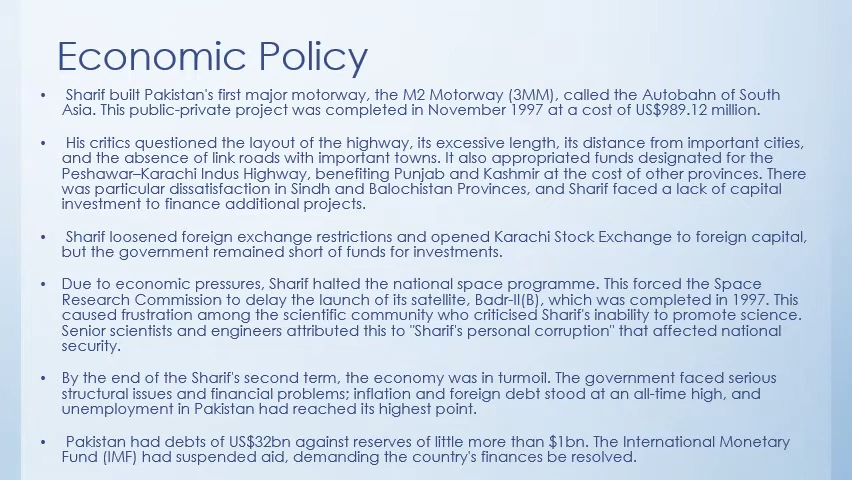 Economic Policy
• Sharif built Pakistan's first major motorway, the M2 Motorway (3MM), called the Autobahn of South
Asia. This public-private project was completed in November 1997 at a cost of US$989.12 million.
• His critics questioned the layout of the highway, its excessive length, its distance from important cities,
and the absence of link roads with important towns. It also appropriated funds designated for the
Peshawar–Karachi Indus Highway, benefiting Punjab and Kashmir at the cost of other provinces. There
was particular dissatisfaction in Sindh and Balochistan Provinces, and Sharif faced a lack of capital
investment to finance additional projects.
• Sharif loosened foreign exchange restrictions and opened Karachi Stock Exchange to foreign capital,
but the government remained short of funds for investments.
• Due to economic pressures, Sharif halted the national space programme. This forced the Space
Research Commission to delay the launch of its satellite, Badr-II(B), which was completed in 1997. This
caused frustration among the scientific community who criticised Sharif's inability to promote science.
Senior scientists and engineers attributed this to "Sharif's personal corruption" that affected national
security.
• By the end of the Sharif's second term, the economy was in turmoil. The government faced serious
structural issues and financial problems; inflation and foreign debt stood at an all-time high, and
unemployment in Pakistan had reached its highest point.
• Pakistan had debts of US$32bn against reserves of little more than $1bn. The International Monetary
Fund (IMF) had suspended aid, demanding the country's finances be resolved.